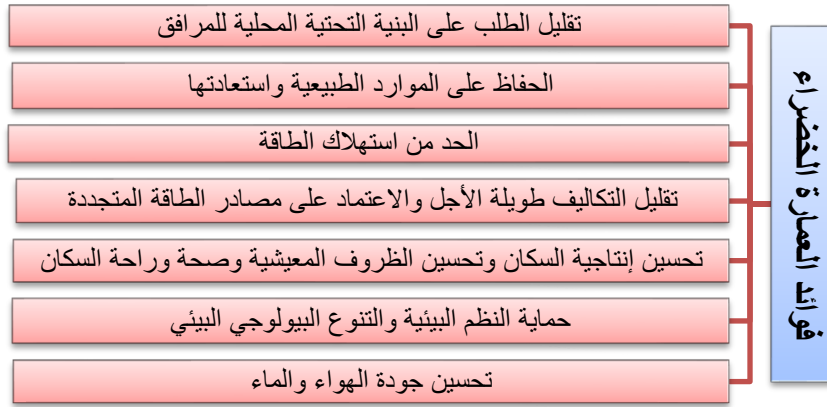 فوائد العمارة الخضراء
تقليل الطلب على البنية التحتية المحلية للمرافق
الحفاظ على الموارد الطبيعية واستعادتها
الحد من استهلاك الطاقة
تقليل التكاليف طويلة الأجل والاعتماد على مصادر الطاقة المتجددة
تحسين إنتاجية السكان وتحسين الظروف المعيشية وصحة وراحة السكان
حماية النظم البيئية والتنوع البيولوجي البيئي
تحسين جودة الهواء والماء